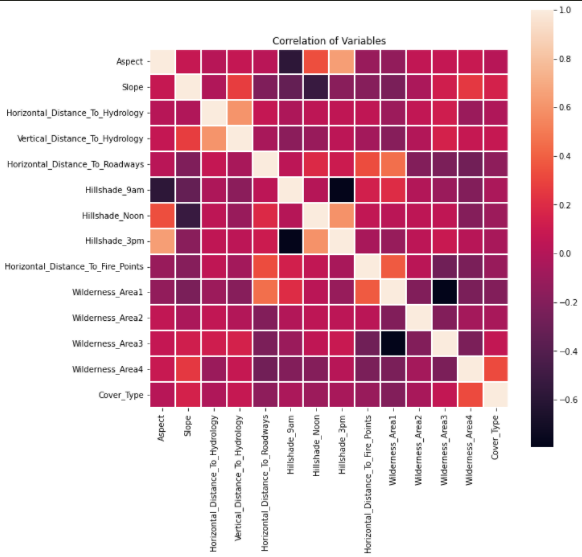 Correlation of Variables
Aspect
Slope
Horizontal_Distance_To_Hydrology
Vertical_Distance_To_Hydrology
Horizontal_Distance_To_Roadways
Hillshade_9am
Hillshade_Noon
Hillshade_3pm
Horizontal_Distance_To_Fire_Points
Wilderness_Area1
Wilderness_Area2
Wilderness_Area3
Wilderness_Area4
Cover_Type
Aspect
Slope
Horizontal_Distance_To_Hydrology
Vertical_Distance_To_Hydrology
Horizontal_Distance_To_Roadways
Hillshade_9am
Hillshade_Noon
Hillshade_3pm
Horizontal_Distance_To_Fire_Points
Wilderness_Area1
Wilderness_Area2
Wilderness_Area3
Wilderness_Area4
Cover_Type
1.0
0.8
0.6
0.4
0.2
0.0
−0.2
−0.4
−0.6